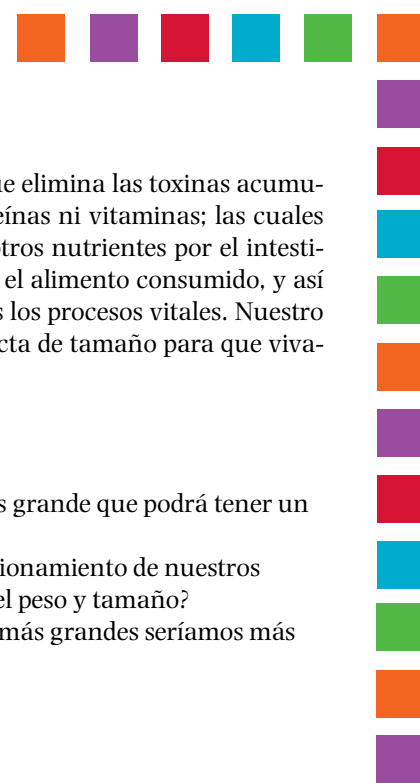 ue elimina las toxinas acumu-
eínas ni vitaminas; las cuales
otros nutrientes por el intesti-
el alimento consumido, y así
s los procesos vitales. Nuestro
cta de tamaño para que viva-
s grande que podrá tener un
ionamiento de nuestros
el peso y tamaño?
más grandes seríamos más